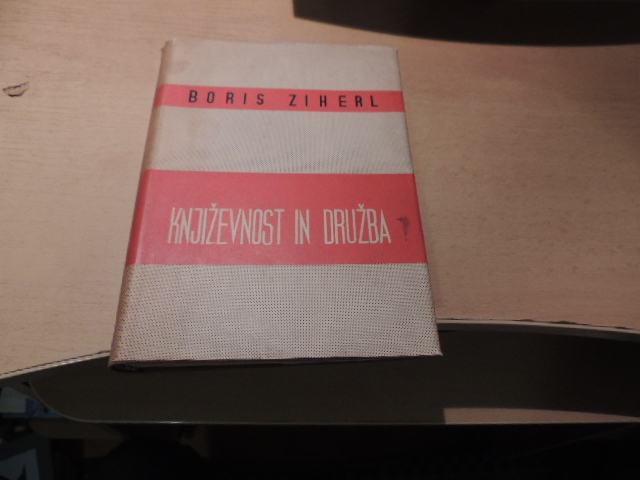 BORIS ZIHERL
KNJIŽEVNOST IN DRUŽBA